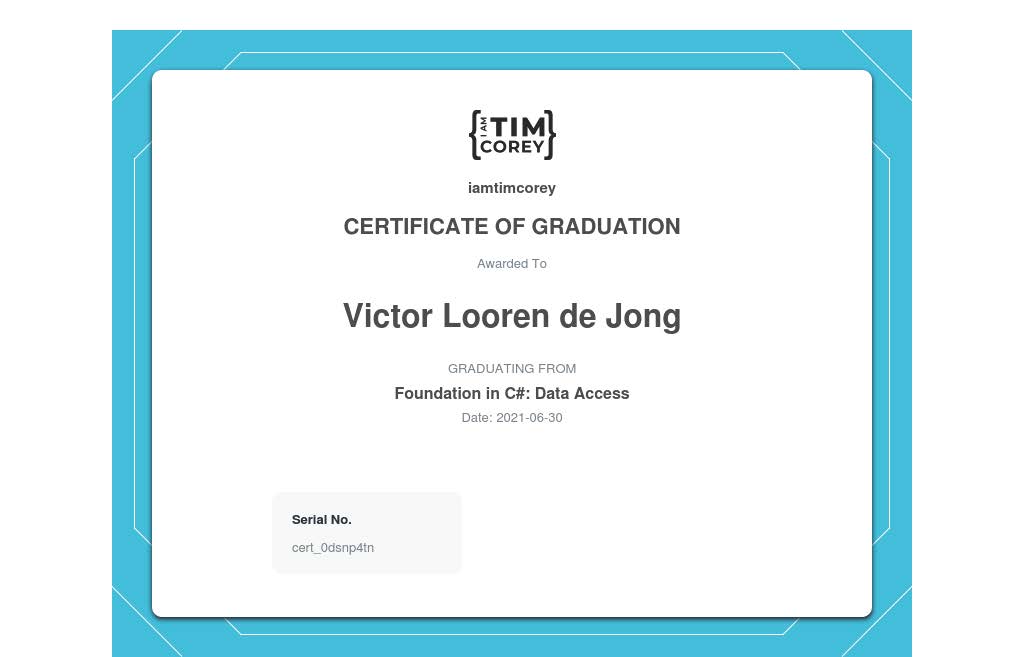 I AM
TIM
COREY
iamtimcorey
CERTIFICATE OF GRADUATION
Awarded To
Victor Looren de Jong
GRADUATING FROM
Foundation in C#: Data Access
Date: 2021-06-30
Serial No.
cert_0dsnp4tn